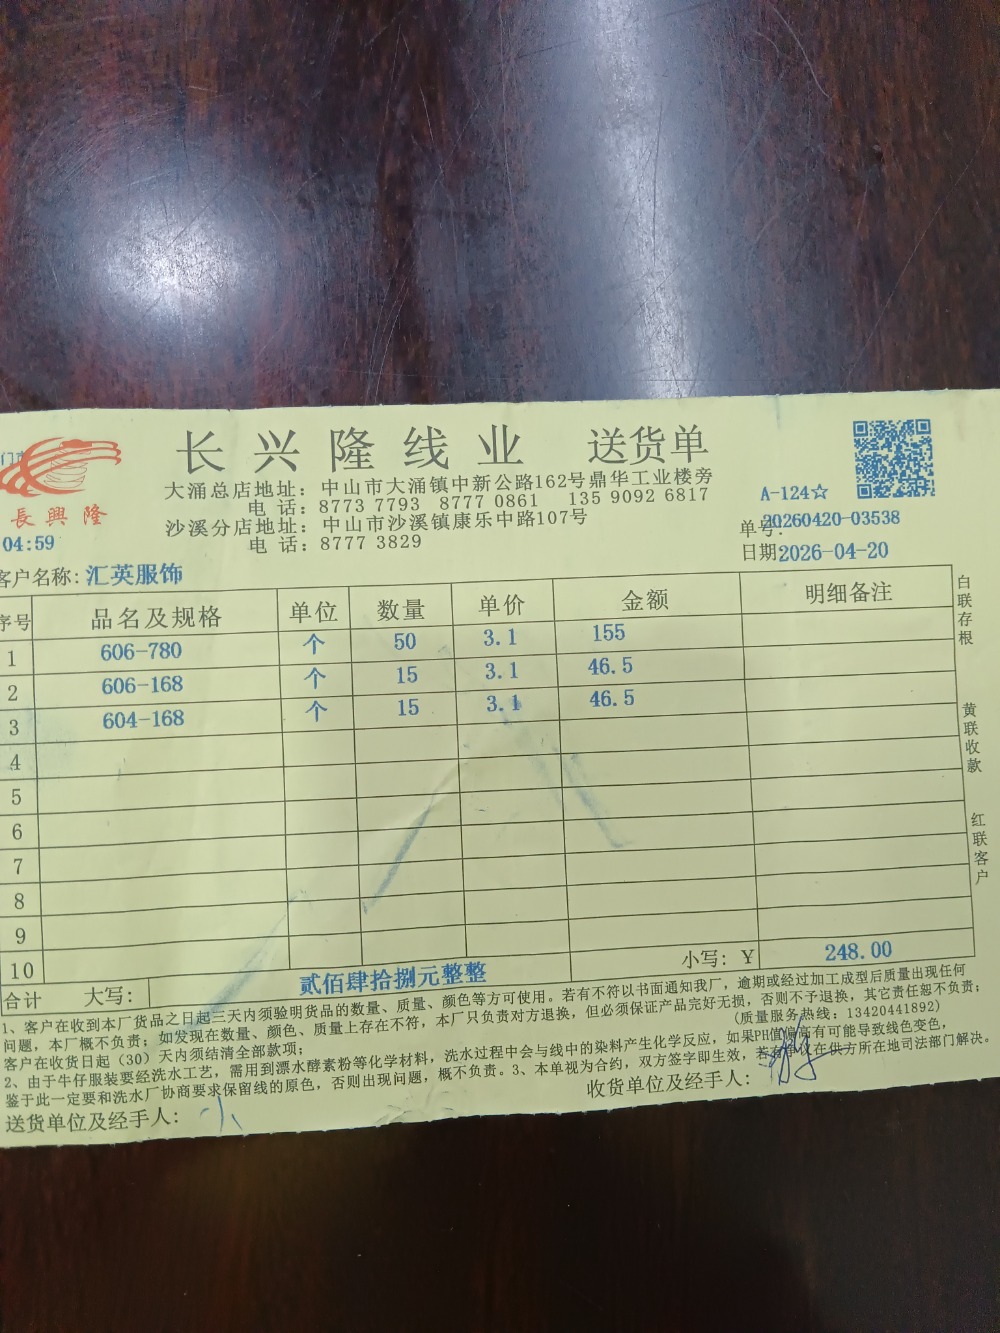 长兴隆线业 送货单
長興隆
大涌总店地址：中山市大涌镇中新公路162号鼎华工业楼旁
电 话：8773 7793 8777 0861 135 9092 6817
沙溪分店地址：中山市沙溪镇康乐中路107号
电 话：8777 3829
A-124☆
单号：20260420-03538
04:59
日期2026-04-20
客户名称：汇英服饰
序号 品名及规格 单位 数量 单价 金额 明细备注
1 606-780 个 50 3.1 155
2 606-168 个 15 3.1 46.5
3 604-168 个 15 3.1 46.5
4
5
6
7
8
9
10
合计 大写：贰佰肆拾捌元整整 小写：￥ 248.00
白联存根
黄联收款
红联客户
1、客户在收到本厂货品之日起三天内须验明货品的数量、质量、颜色等方可使用。若有不符以书面通知我厂，逾期或经过加工成型后质量出现任何
问题，本厂概不负责；如发现在数量、颜色、质量上存在不符，本厂只负责对方退换，但必须保证产品完好无损，否则不予退换，其它责任恕不负责；
客户在收货日起（30）天内须结清全部款项； (质量服务热线：13420441892)
2、由于牛仔服装要经洗水工艺，需用到漂水酵素粉等化学材料，洗水过程中会与线中的染料产生化学反应，如果PH值偏高有可能导致线色变色，
鉴于此一定要和洗水厂协商要求保留线的原色，否则出现问题，概不负责。3、本单视为合约，双方签字即生效，若有争议在供方所在地司法部门解决。
送货单位及经手人：
收货单位及经手人：